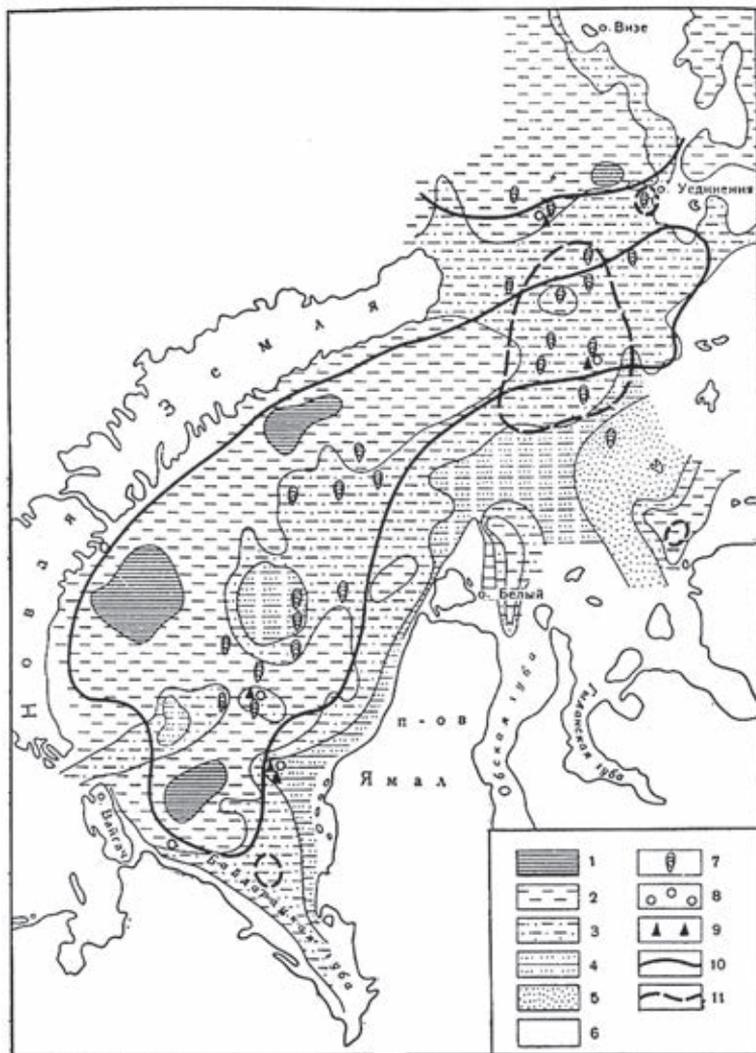 о. Визе
о. Уединения
Новая
Земля
о. Белый
п-ов
Ямал
Обская губа
Гыданская губа
о. Вайгач
Байдарацкая губа
1
2
3
4
5
6
7
8
9
10
11